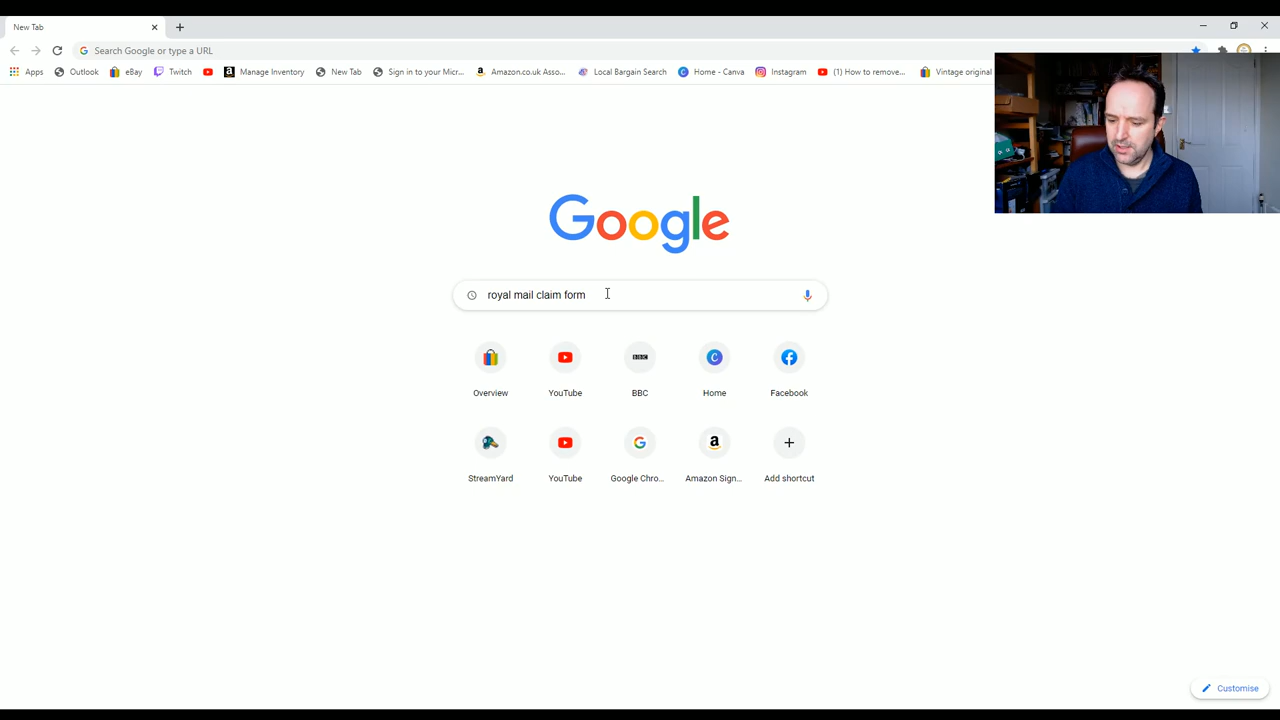 New Tab
Search Google or type a URL
Apps Outlook eBay Twitch Manage Inventory New Tab Sign in to your Micr... Amazon.co.uk Asso... Local Bargain Search Home - Canva Instagram (1) How to remove... Vintage original
Google
royal mail claim form
Overview YouTube BBC Home Facebook
StreamYard YouTube Google Chro... Amazon Sign... Add shortcut
Customise